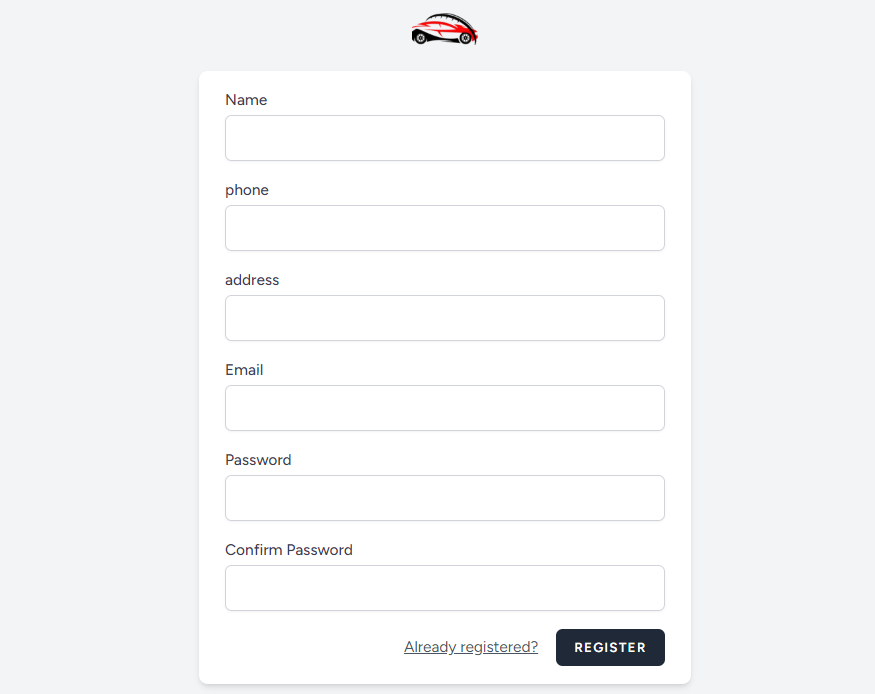 Name
phone
address
Email
Password
Confirm Password
Already registered? REGISTER